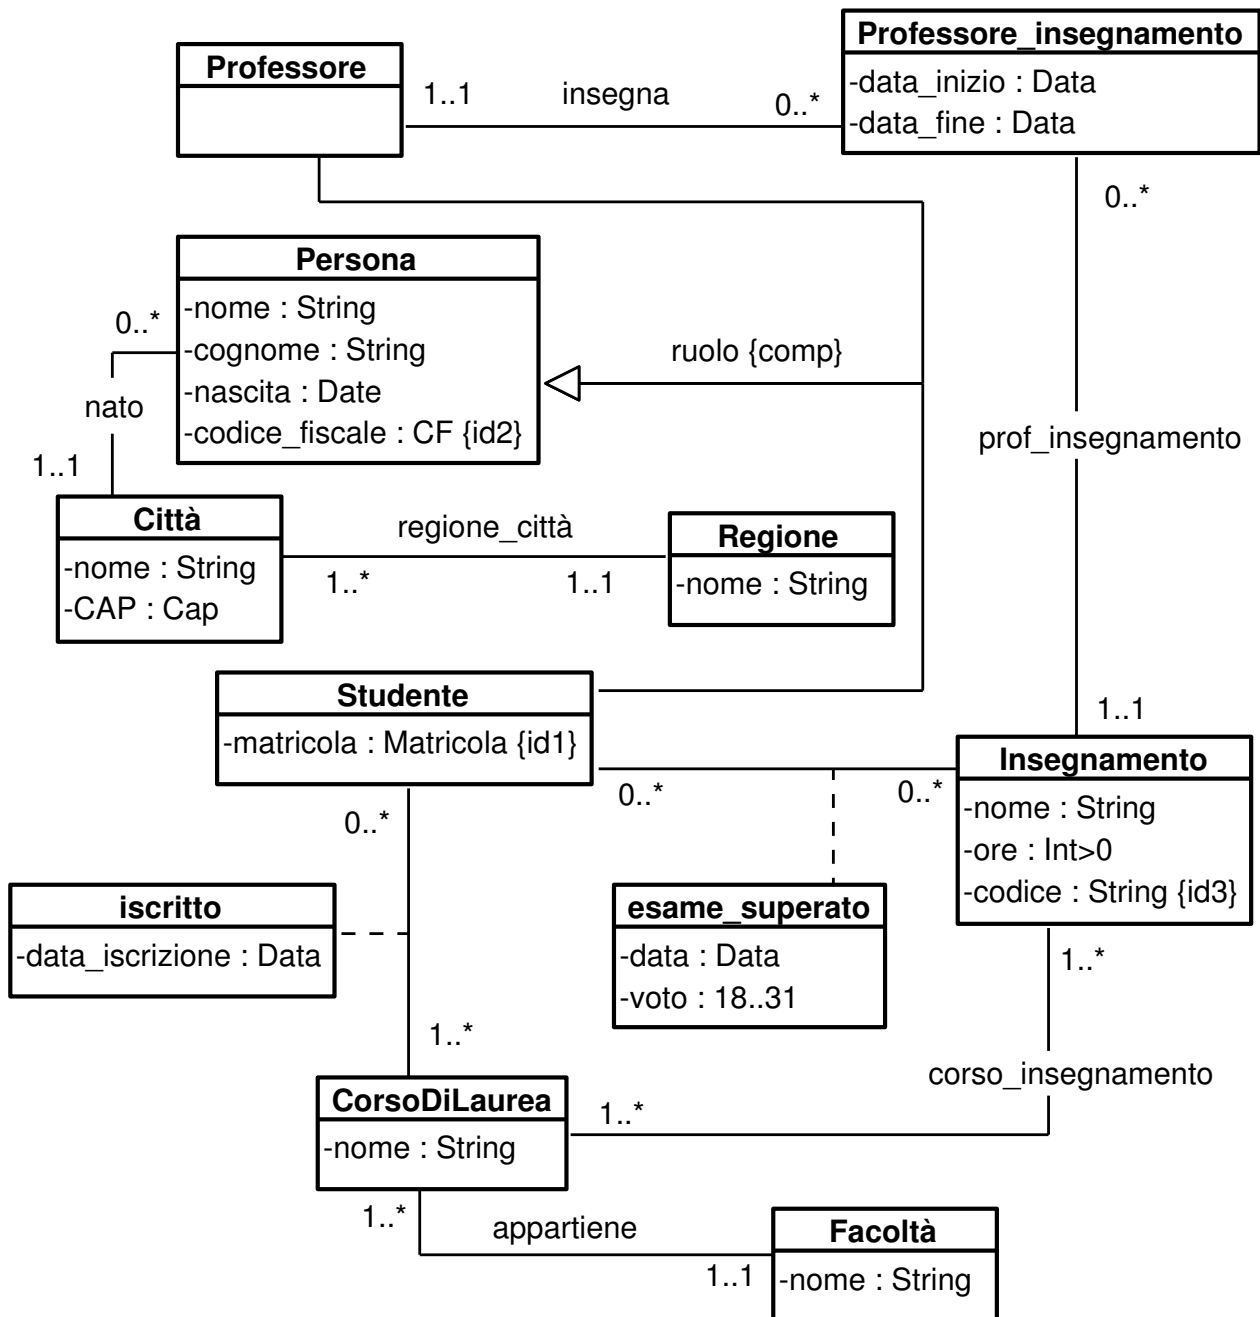 Professore
1..1
insegna
0..*
Professore_insegnamento
-data_inizio : Data
-data_fine : Data
0..*
Persona
-nome : String
-cognome : String
-nascita : Date
-codice_fiscale : CF {id2}
0..*
nato
1..1
ruolo {comp}
prof_insegnamento
Città
-nome : String
-CAP : Cap
regione_città
1..*
1..1
Regione
-nome : String
Studente
-matricola : Matricola {id1}
1..1
Insegnamento
-nome : String
-ore : Int>0
-codice : String {id3}
0..*
0..*
0..*
iscritto
-data_iscrizione : Data
esame_superato
-data : Data
-voto : 18..31
1..*
1..*
corso_insegnamento
CorsoDiLaurea
-nome : String
1..*
1..*
appartiene
1..1
Facoltà
-nome : String